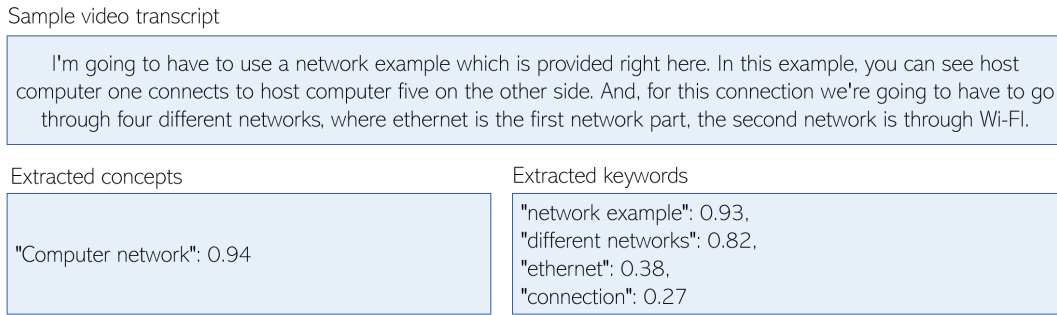 Sample video transcript
I'm going to have to use a network example which is provided right here. In this example, you can see host
computer one connects to host computer five on the other side. And, for this connection we're going to have to go
through four different networks, where ethernet is the first network part, the second network is through Wi-FI.
Extracted concepts
"Computer network": 0.94
Extracted keywords
"network example": 0.93,
"different networks": 0.82,
"ethernet": 0.38,
"connection": 0.27